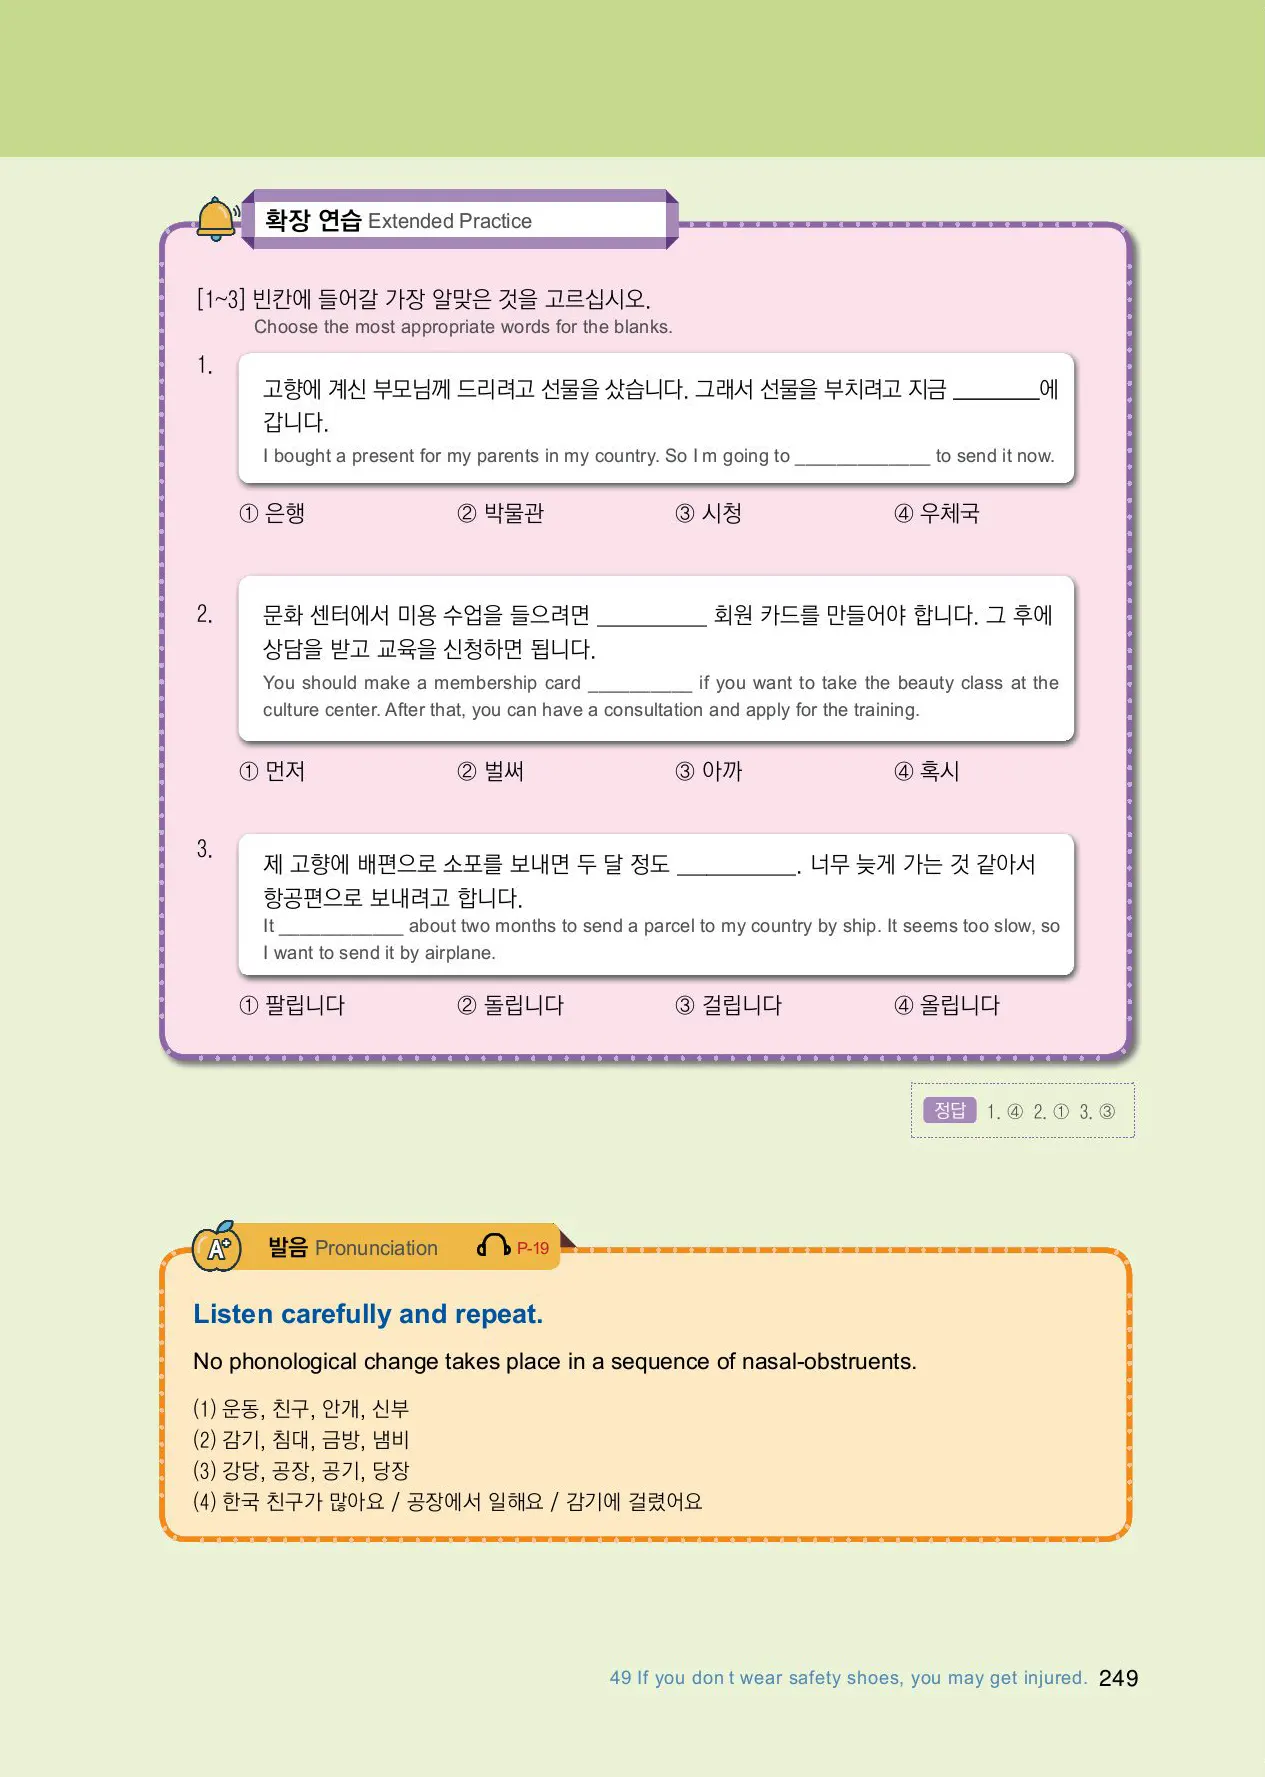 확장 연습 Extended Practice
[1~3] 빈칸에 들어갈 가장 알맞은 것을 고르십시오.
Choose the most appropriate words for the blanks.
1.
고향에 계신 부모님께 드리려고 선물을 샀습니다. 그래서 선물을 부치려고 지금 ________에
갑니다.
I bought a present for my parents in my country. So I m going to _____________ to send it now.
① 은행 ② 박물관 ③ 시청 ④ 우체국
2.
문화 센터에서 미용 수업을 들으려면 __________ 회원 카드를 만들어야 합니다. 그 후에
상담을 받고 교육을 신청하면 됩니다.
You should make a membership card __________ if you want to take the beauty class at the
culture center. After that, you can have a consultation and apply for the training.
① 먼저 ② 벌써 ③ 아까 ④ 혹시
3.
제 고향에 배편으로 소포를 보내면 두 달 정도 ___________. 너무 늦게 가는 것 같아서
항공편으로 보내려고 합니다.
It ____________ about two months to send a parcel to my country by ship. It seems too slow, so
I want to send it by airplane.
① 팔립니다 ② 돌립니다 ③ 걸립니다 ④ 올립니다
정답 1. ④ 2. ① 3. ③
A+ 발음 Pronunciation P-19
Listen carefully and repeat.
No phonological change takes place in a sequence of nasal-obstruents.
(1) 운동, 친구, 안개, 신부
(2) 감기, 침대, 금방, 냄비
(3) 강당, 공장, 공기, 당장
(4) 한국 친구가 많아요 / 공장에서 일해요 / 감기에 걸렸어요
49 If you don t wear safety shoes, you may get injured. 249